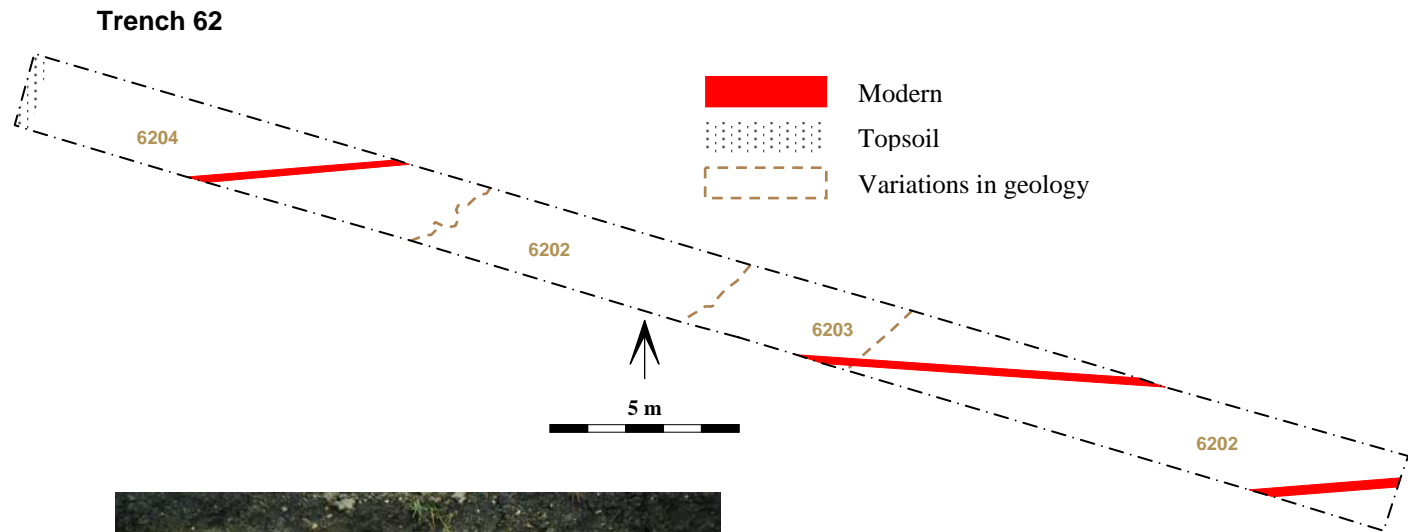 Trench 62
Modern
Topsoil
Variations in geology
6204
6202
6203
5 m
6202